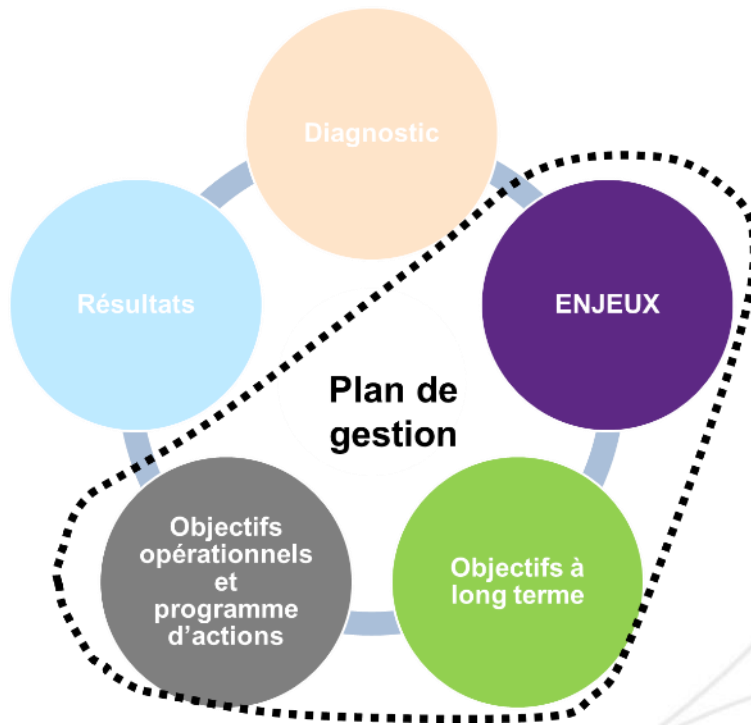 Diagnostic
Résultats
ENJEUX
Plan de
gestion
Objectifs
opérationnels
et
programme
d'actions
Objectifs à
long terme